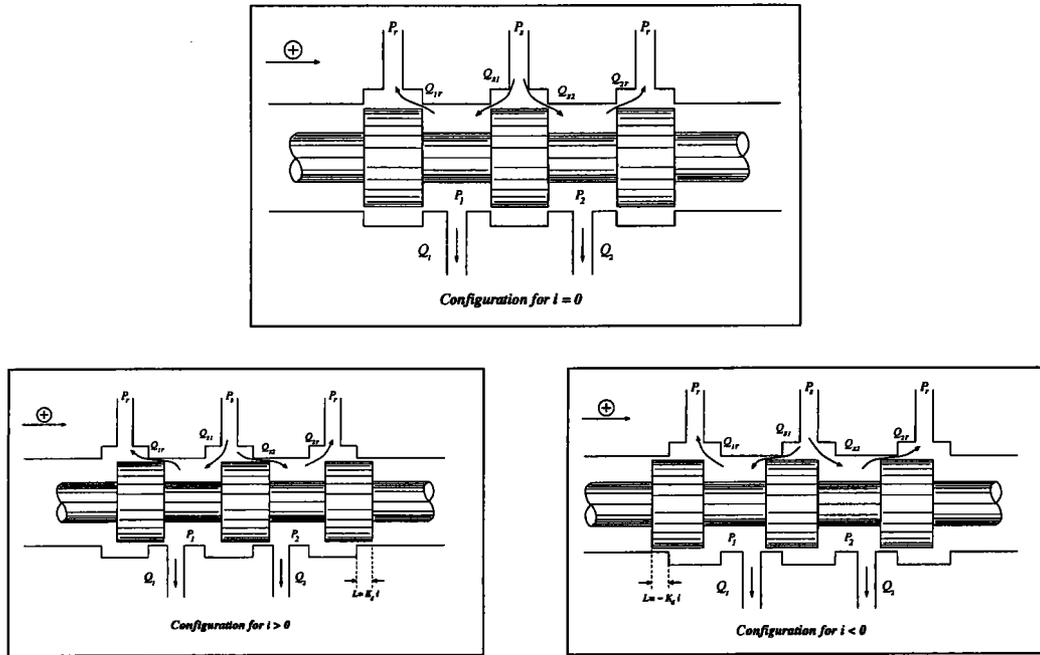 P_r P_s P_r
⊕
Q_1r Q_s1 Q_s2 Q_2r
P_1 P_2
Q_1 Q_2
Configuration for i = 0
P_r P_s P_r
⊕
Q_1r Q_s1 Q_s2 Q_2r
P_1 P_2
Q_1 Q_2
L= K_s i
Configuration for i > 0
P_r P_s P_r
⊕
Q_1r Q_s1 Q_s2 Q_2r
P_1 P_2
L= - K_s i
Q_1 Q_2
Configuration for i < 0